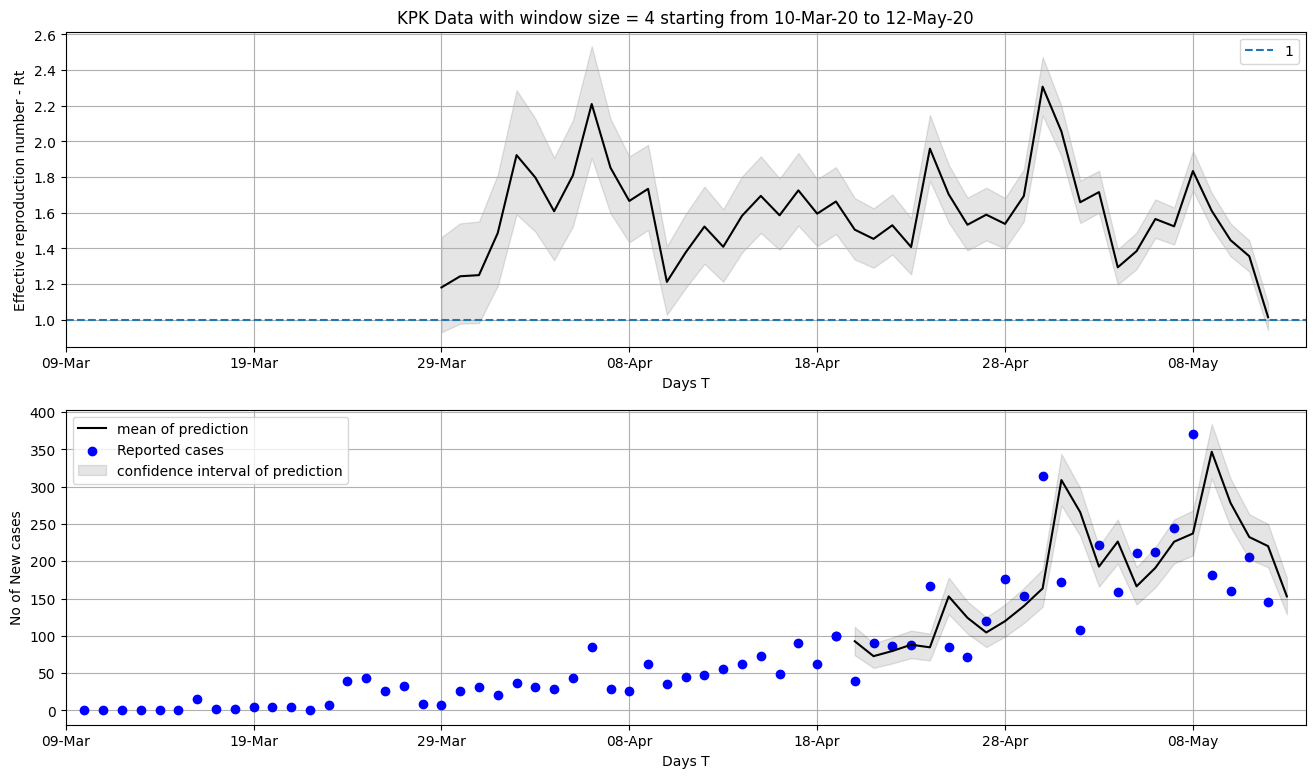 KPK Data with window size = 4 starting from 10-Mar-20 to 12-May-20
Effective reproduction number - Rt
2.6
2.4
2.2
2.0
1.8
1.6
1.4
1.2
1.0
1
09-Mar 19-Mar 29-Mar 08-Apr 18-Apr 28-Apr 08-May
Days T
No of New cases
400
350
300
250
200
150
100
50
0
mean of prediction
Reported cases
confidence interval of prediction
09-Mar 19-Mar 29-Mar 08-Apr 18-Apr 28-Apr 08-May
Days T